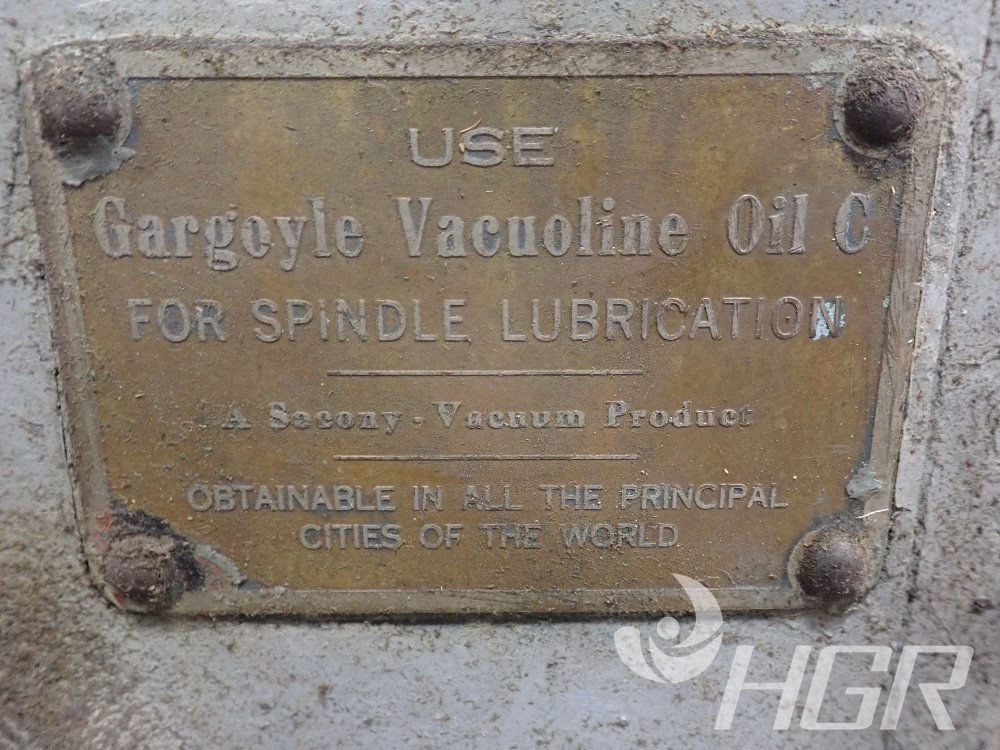 USE
Gargoyle Vacuoline Oil C
FOR SPINDLE LUBRICATION
A Socony - Vacuum Product
OBTAINABLE IN ALL THE PRINCIPAL
CITIES OF THE WORLD
HGR